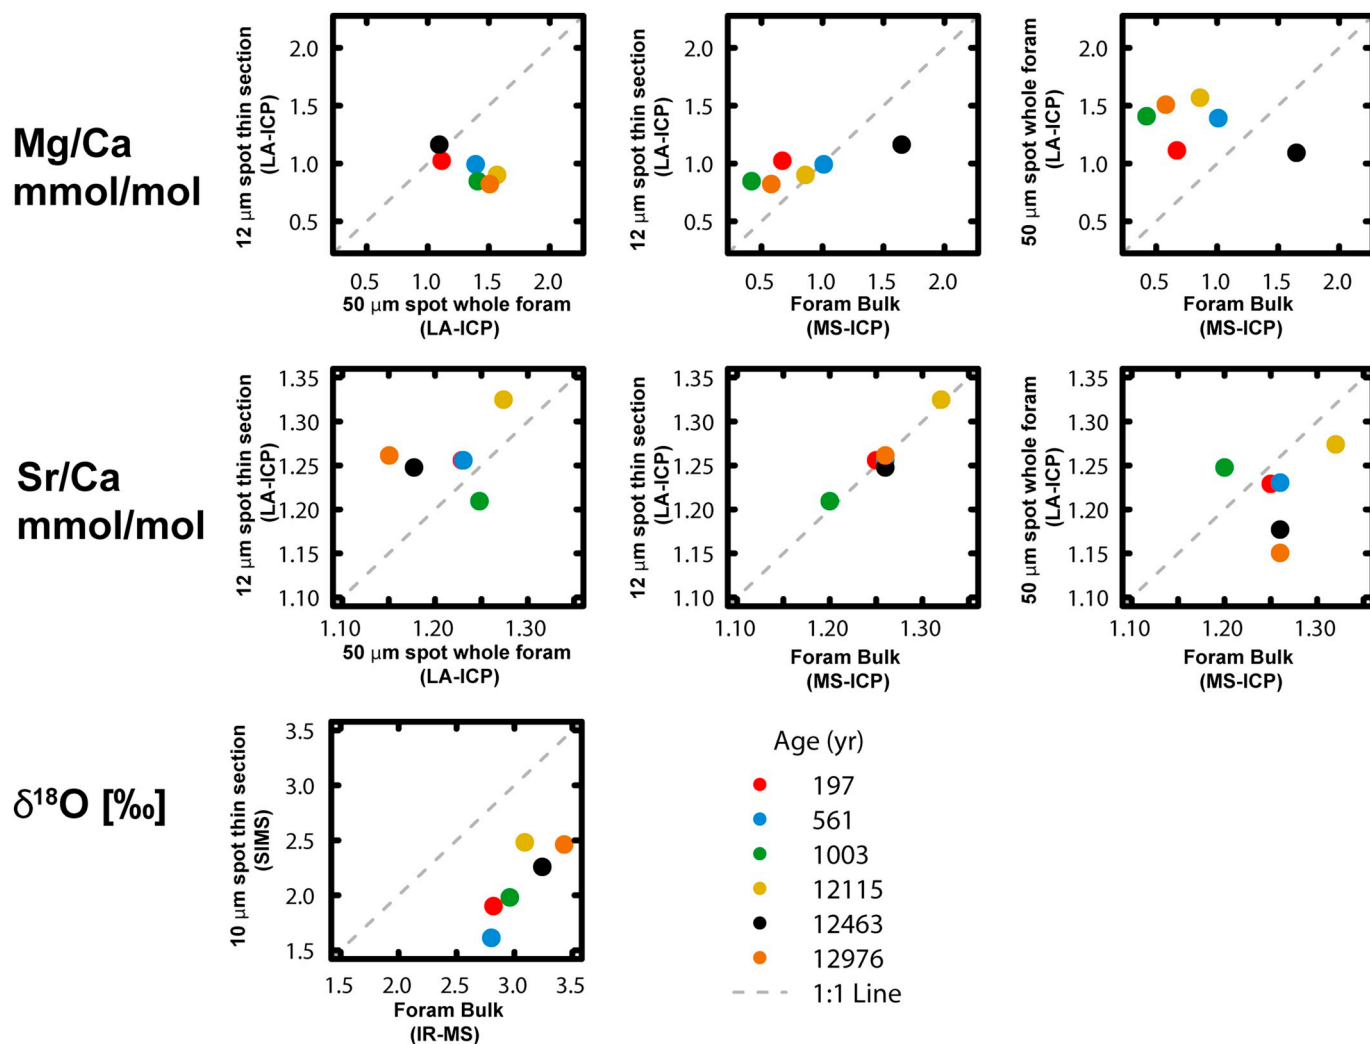 Mg/Ca
mmol/mol
12 μm spot thin section
(LA-ICP)
2.0
1.5
1.0
0.5
0.5 1.0 1.5 2.0
50 μm spot whole foram
(LA-ICP)
12 μm spot thin section
(LA-ICP)
2.0
1.5
1.0
0.5
0.5 1.0 1.5 2.0
Foram Bulk
(MS-ICP)
50 μm spot whole foram
(LA-ICP)
2.0
1.5
1.0
0.5
0.5 1.0 1.5 2.0
Foram Bulk
(MS-ICP)
Sr/Ca
mmol/mol
12 μm spot thin section
(LA-ICP)
1.35
1.30
1.25
1.20
1.15
1.10
1.10 1.20 1.30
50 μm spot whole foram
(LA-ICP)
12 μm spot thin section
(LA-ICP)
1.35
1.30
1.25
1.20
1.15
1.10
1.10 1.20 1.30
Foram Bulk
(MS-ICP)
50 μm spot whole foram
(LA-ICP)
1.35
1.30
1.25
1.20
1.15
1.10
1.10 1.20 1.30
Foram Bulk
(MS-ICP)
δ¹⁸O [‰]
10 μm spot thin section
(SIMS)
3.5
3.0
2.5
2.0
1.5
1.5 2.0 2.5 3.0 3.5
Foram Bulk
(IR-MS)
Age (yr)
197
561
1003
12115
12463
12976
1:1 Line